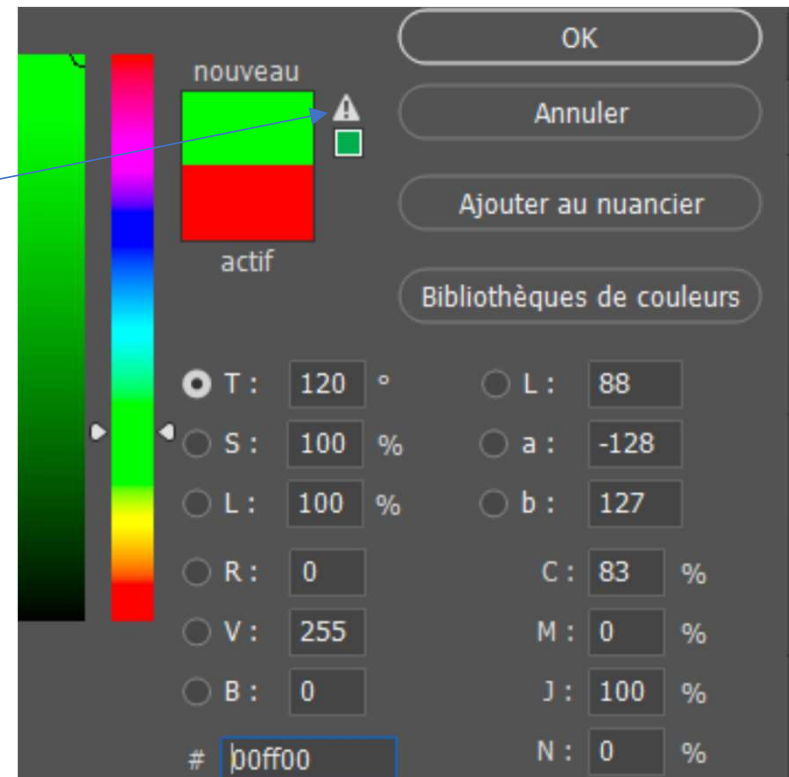 OK
nouveau
Annuler
Ajouter au nuancier
actif
Bibliothèques de couleurs
T : 120 ° L : 88
S : 100 % a : -128
L : 100 % b : 127
R : 0 C : 83 %
V : 255 M : 0 %
B : 0 J : 100 %
# 00ff00 N : 0 %